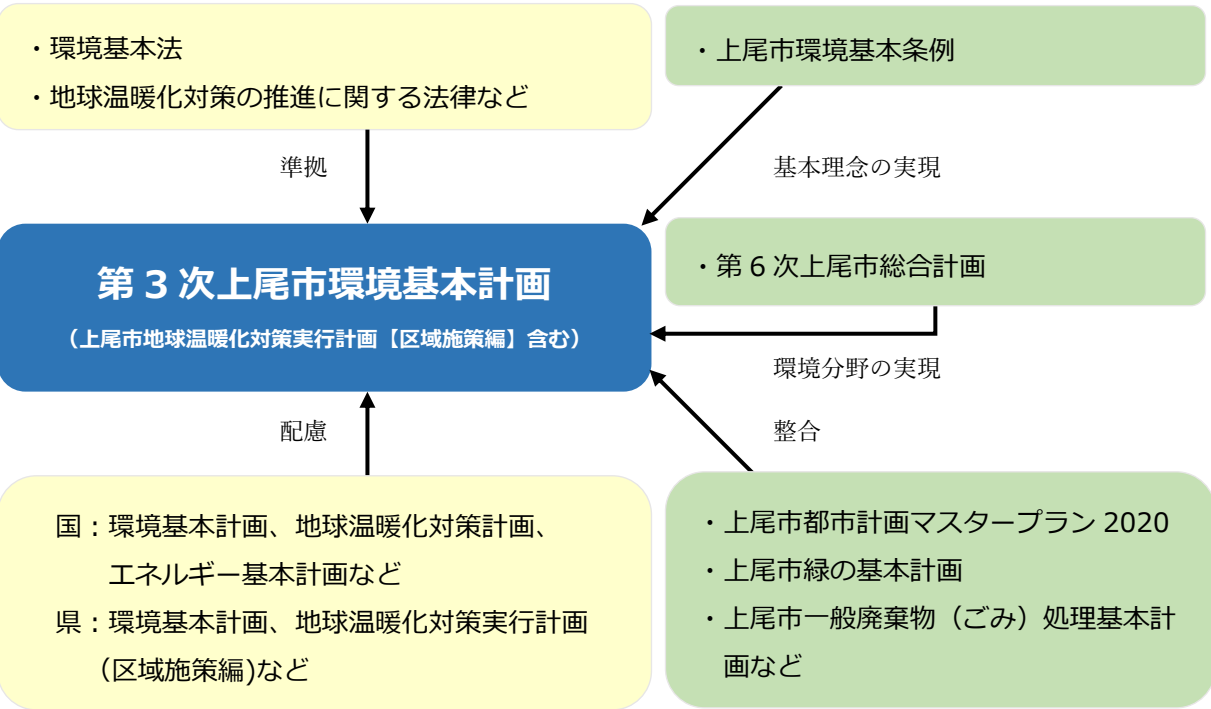 ・環境基本法
・地球温暖化対策の推進に関する法律など
・上尾市環境基本条例
準拠
基本理念の実現
第3次上尾市環境基本計画
（上尾市地球温暖化対策実行計画【区域施策編】含む）
・第6次上尾市総合計画
環境分野の実現
配慮
整合
国：環境基本計画、地球温暖化対策計画、
エネルギー基本計画など
県：環境基本計画、地球温暖化対策実行計画
（区域施策編)など
・上尾市都市計画マスタープラン2020
・上尾市緑の基本計画
・上尾市一般廃棄物（ごみ）処理基本計
画など